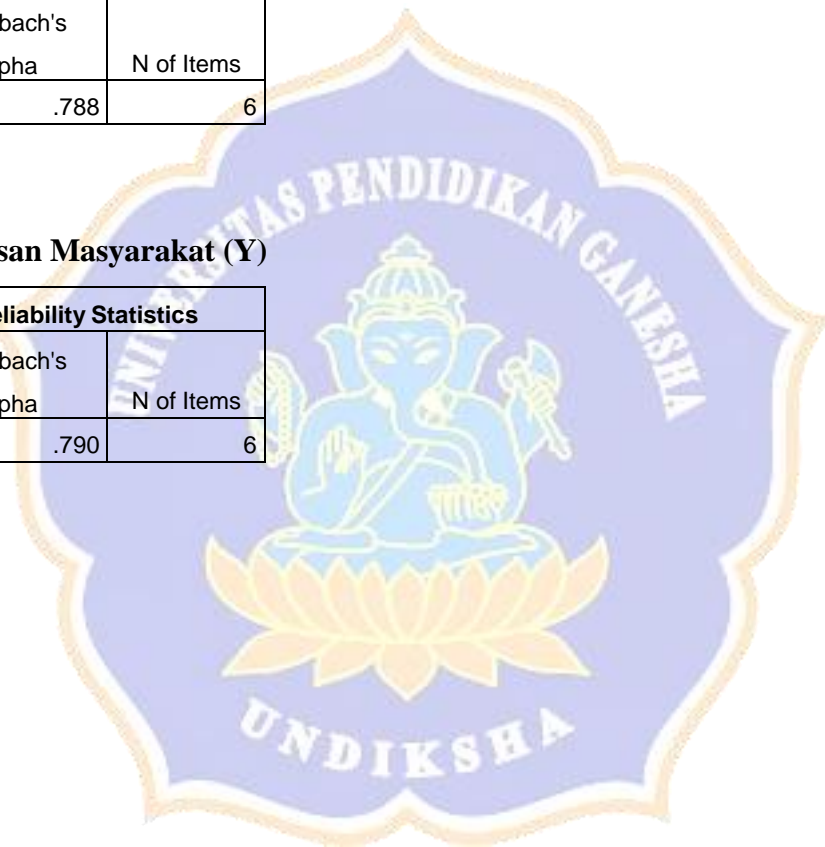 bach's
pha N of Items
.788 6
UNIVERSITAS PENDIDIKAN GANESHA
san Masyarakat (Y)
eliability Statistics
bach's
pha N of Items
.790 6
UNDIKSHA